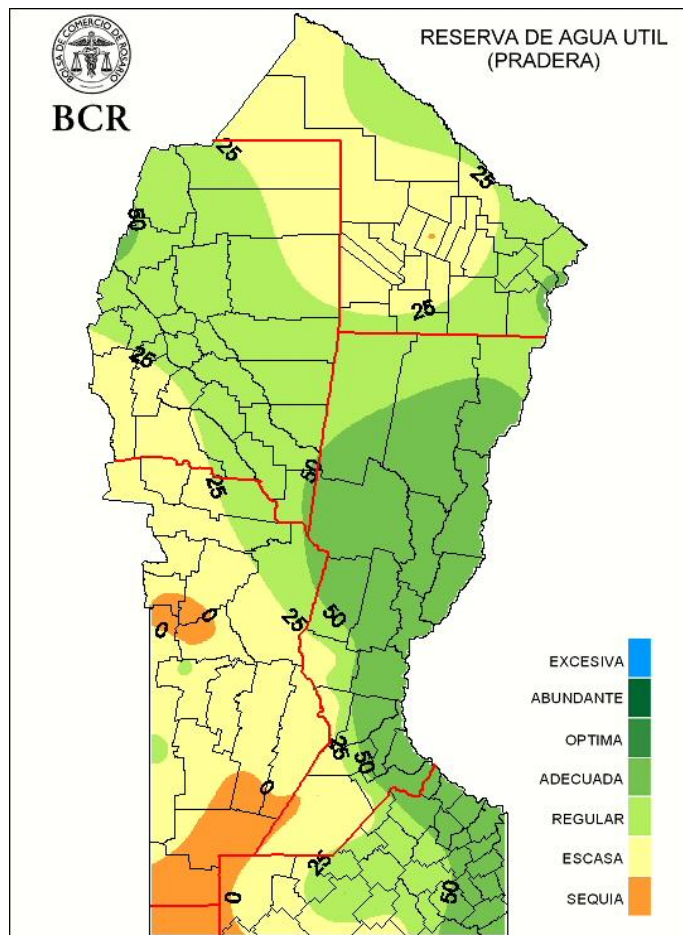 BOLSA DE COMERCIO DE ROSARIO
BCR
RESERVA DE AGUA UTIL
(PRADERA)
25
25
50
25
25
50
25
25
50
0
0
25
50
0
25
50
0
EXCESIVA
ABUNDANTE
OPTIMA
ADECUADA
REGULAR
ESCASA
SEQUIA